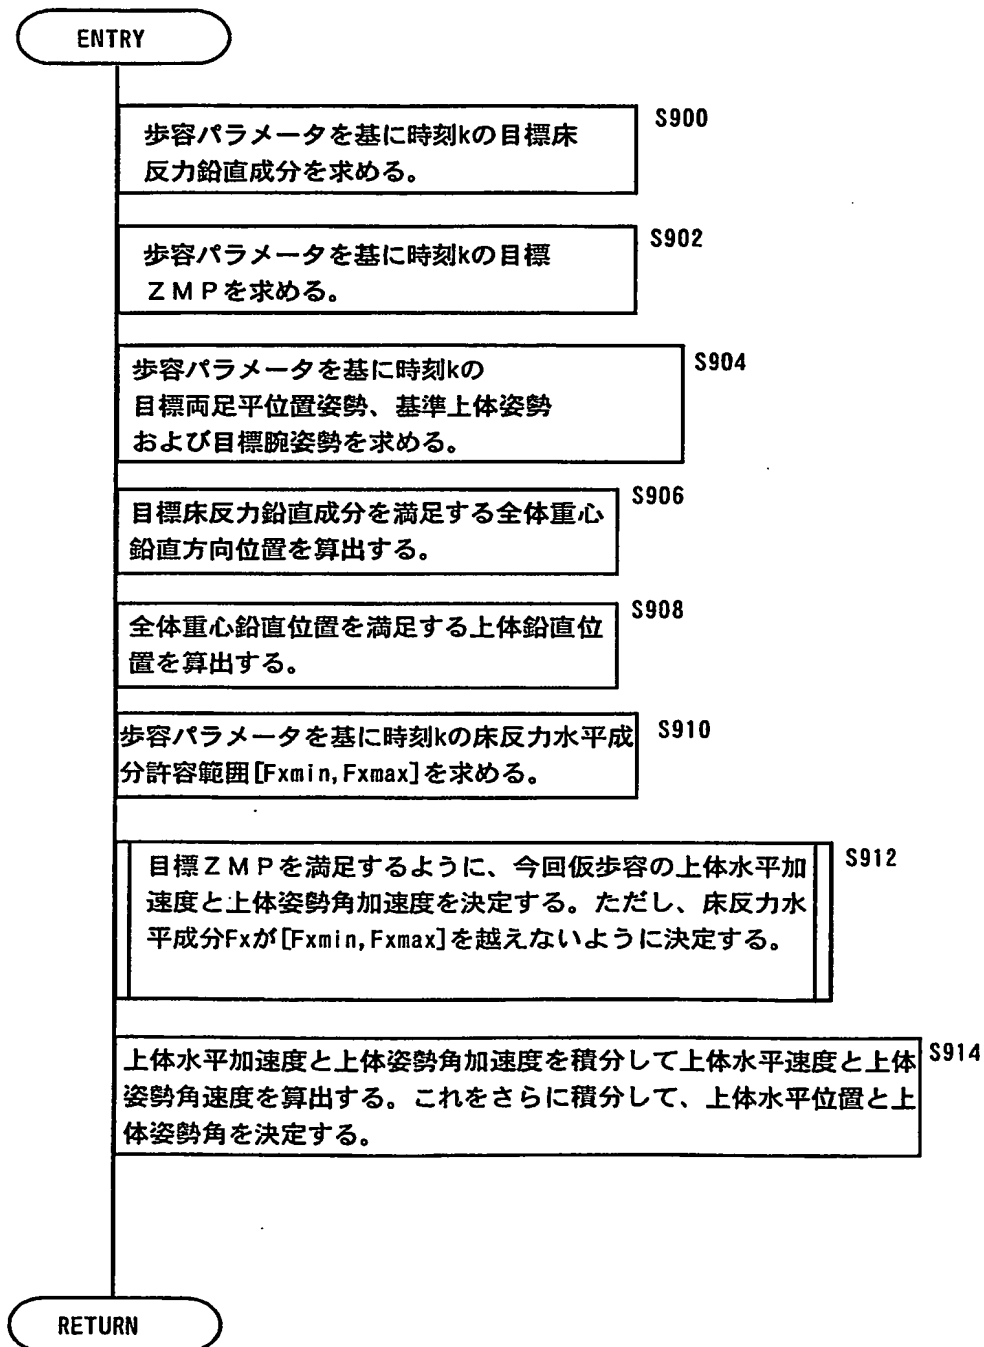 ENTRY
S900
歩容パラメータを基に時刻kの目標床
反力鉛直成分を求める。
S902
歩容パラメータを基に時刻kの目標
ＺＭＰを求める。
S904
歩容パラメータを基に時刻kの
目標両足平位置姿勢、基準上体姿勢
および目標腕姿勢を求める。
S906
目標床反力鉛直成分を満足する全体重心
鉛直方向位置を算出する。
S908
全体重心鉛直位置を満足する上体鉛直位
置を算出する。
S910
歩容パラメータを基に時刻kの床反力水平成
分許容範囲[Fxmin,Fxmax]を求める。
S912
目標ＺＭＰを満足するように、今回仮歩容の上体水平加
速度と上体姿勢角加速度を決定する。ただし、床反力水
平成分Fxが[Fxmin,Fxmax]を越えないように決定する。
S914
上体水平加速度と上体姿勢角加速度を積分して上体水平速度と上体
姿勢角速度を算出する。これをさらに積分して、上体水平位置と上
体姿勢角を決定する。
RETURN